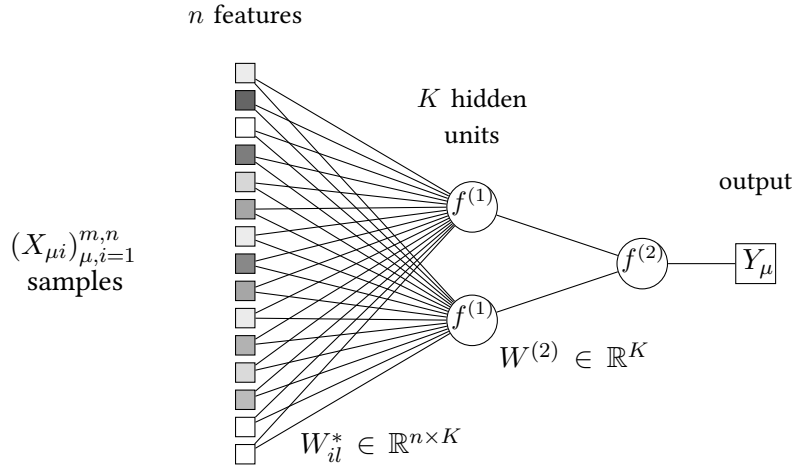 n features
K hidden
units
f^{(1)}
output
(X_{μi})^{m,n}_{μ,i=1}
samples
f^{(2)}
Y_μ
f^{(1)}
W^{(2)} ∈ ℝ^K
W^*_{il} ∈ ℝ^{n×K}